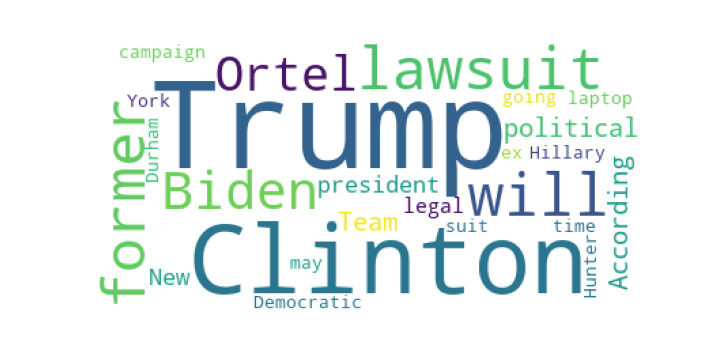 campaign
Ortel
lawsuit
Trump
York
going
laptop
former
Durham
political
ex
Hillary
Biden
president
will
legal
According
Team
suit
time
Clinton
New
may
Hunter
Democratic